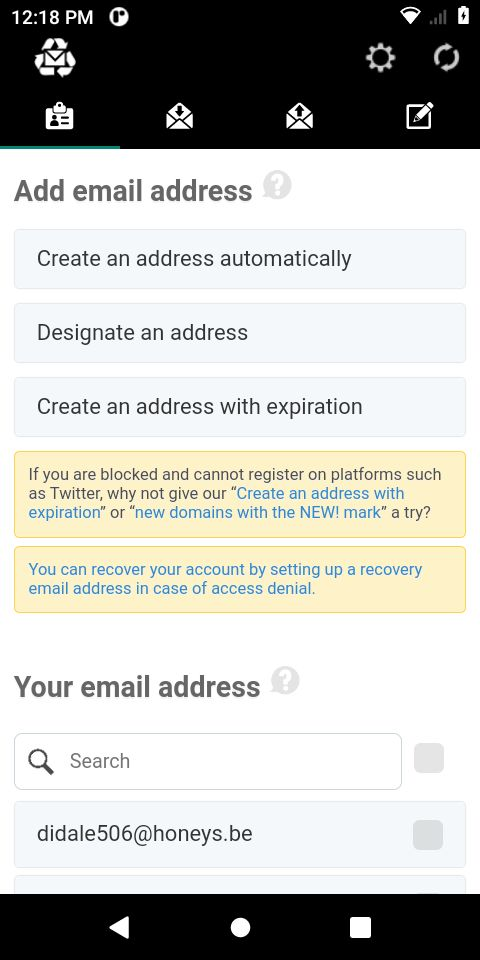 12:18 PM
Add email address
Create an address automatically
Designate an address
Create an address with expiration
If you are blocked and cannot register on platforms such
as Twitter, why not give our “Create an address with
expiration” or “new domains with the NEW! mark” a try?
You can recover your account by setting up a recovery
email address in case of access denial.
Your email address
Search
didale506@honeys.be